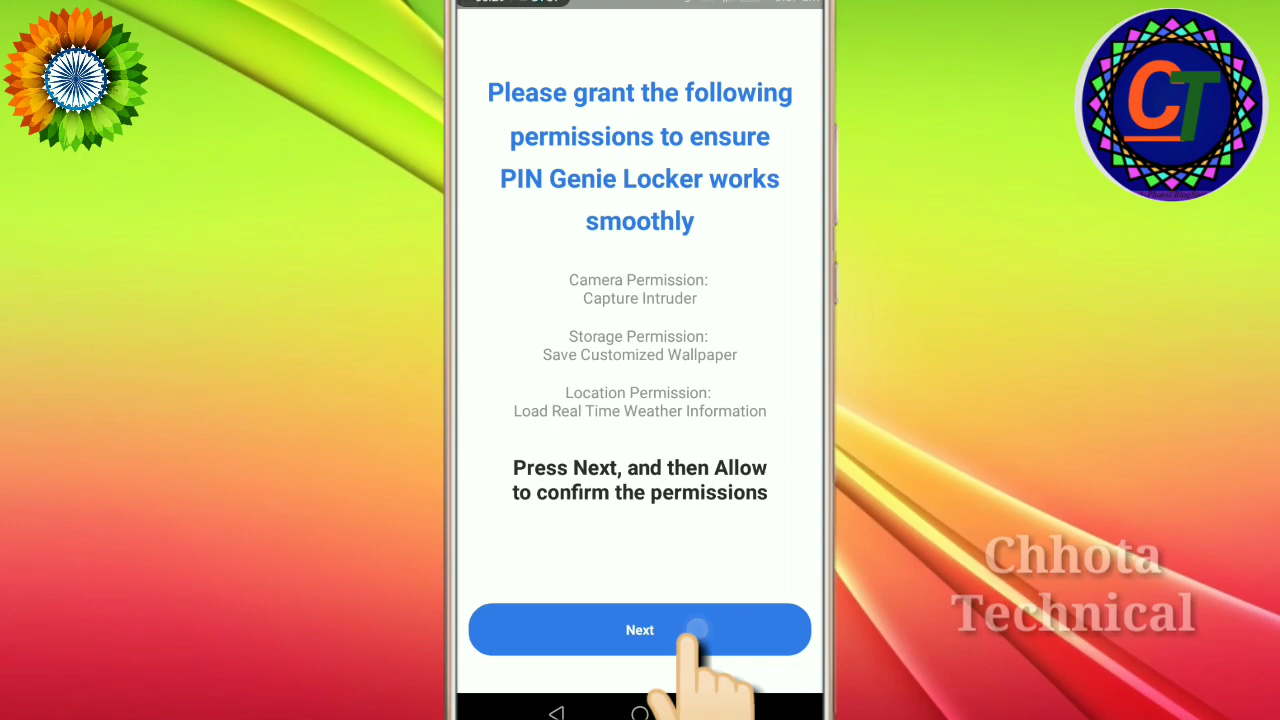 Please grant the following
permissions to ensure
PIN Genie Locker works
smoothly
Camera Permission:
Capture Intruder
Storage Permission:
Save Customized Wallpaper
Location Permission:
Load Real Time Weather Information
Press Next, and then Allow
to confirm the permissions
Next
CT
Chhota
Technical